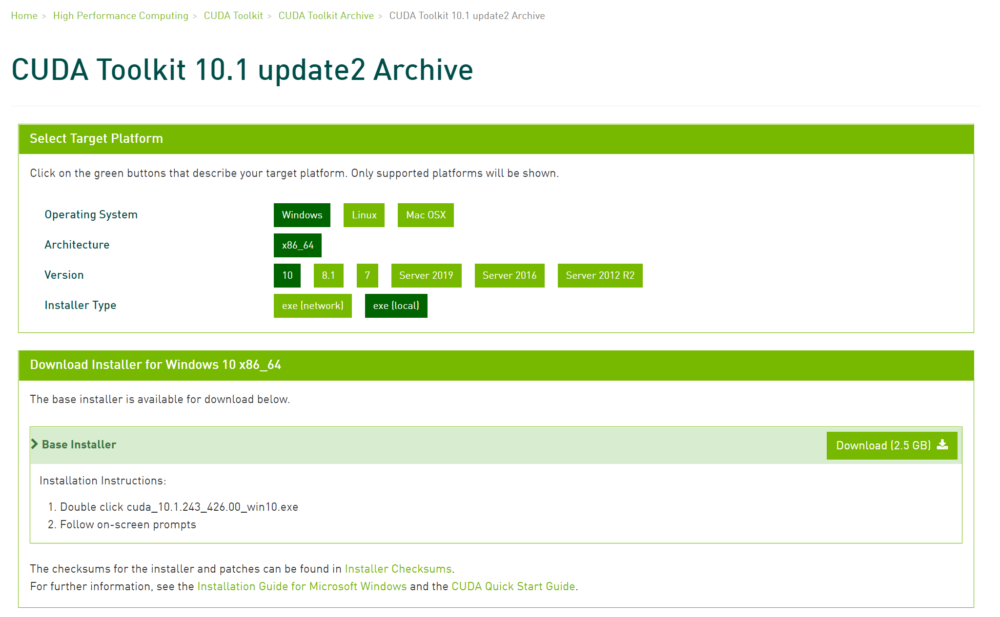 Home > High Performance Computing > CUDA Toolkit > CUDA Toolkit Archive > CUDA Toolkit 10.1 update2 Archive
CUDA Toolkit 10.1 update2 Archive
Select Target Platform
Click on the green buttons that describe your target platform. Only supported platforms will be shown.
Operating System Windows Linux Mac OSX
Architecture x86_64
Version 10 8.1 7 Server 2019 Server 2016 Server 2012 R2
Installer Type exe (network) exe (local)
Download Installer for Windows 10 x86_64
The base installer is available for download below.
Base Installer Download (2.5 GB)
Installation Instructions:
1. Double click cuda_10.1.243_426.00_win10.exe
2. Follow on-screen prompts
The checksums for the installer and patches can be found in Installer Checksums.
For further information, see the Installation Guide for Microsoft Windows and the CUDA Quick Start Guide.